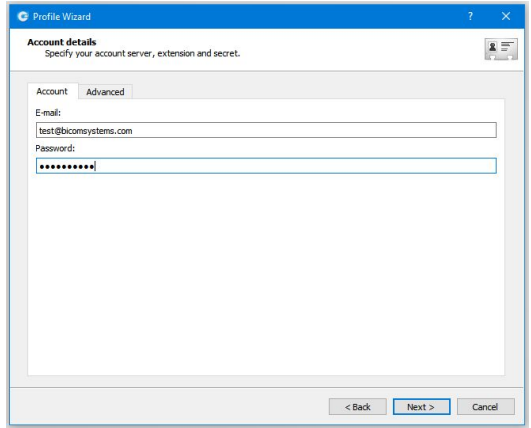 Profile Wizard
Account details
Specify your account server, extension and secret.
Account Advanced
E-mail:
test@bicomsystems.com
Password:
●●●●●●●●●●
< Back Next > Cancel